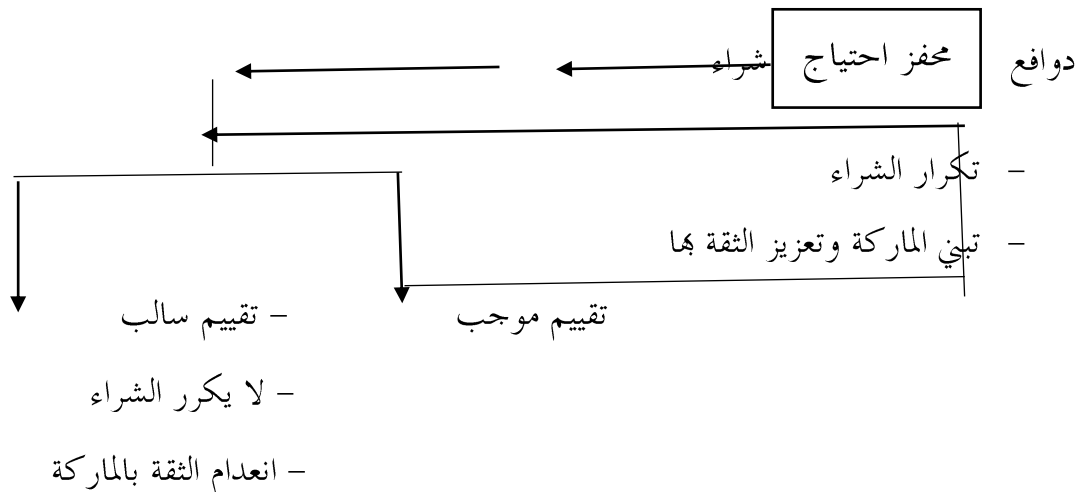 دوافع محفز احتياج شراء
– تكرار الشراء
– تبني الماركة وتعزيز الثقة بها
تقييم موجب – تقييم سالب
– لا يكرر الشراء
– انعدام الثقة بالماركة